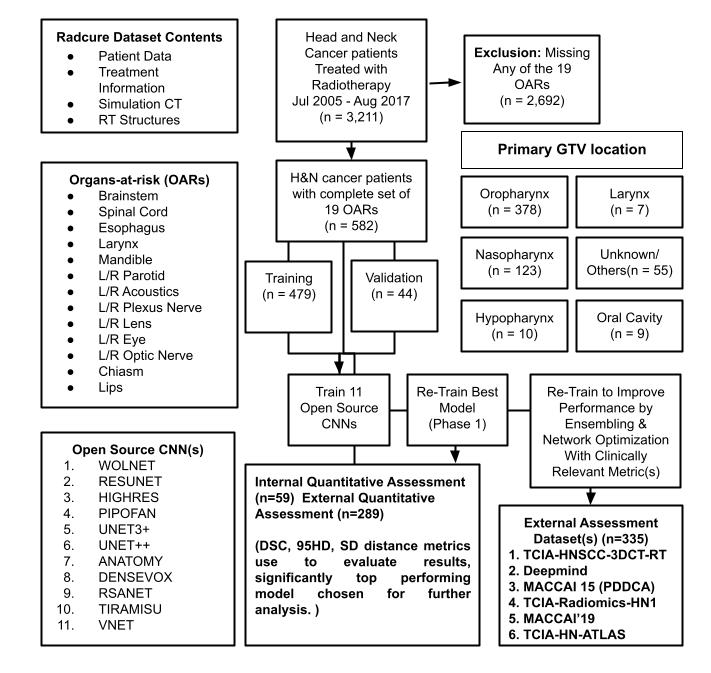 Radcure Dataset Contents
● Patient Data
● Treatment
Information
● Simulation CT
● RT Structures
Head and Neck
Cancer patients
Treated with
Radiotherapy
Jul 2005 - Aug 2017
(n = 3,211)
Exclusion: Missing
Any of the 19
OARs
(n = 2,692)
Organs-at-risk (OARs)
● Brainstem
● Spinal Cord
● Esophagus
● Larynx
● Mandible
● L/R Parotid
● L/R Acoustics
● L/R Plexus Nerve
● L/R Lens
● L/R Eye
● L/R Optic Nerve
● Chiasm
● Lips
H&N cancer patients
with complete set of
19 OARs
(n = 582)
Training
(n = 479)
Validation
(n = 44)
Primary GTV location
Oropharynx
(n = 378)
Larynx
(n = 7)
Nasopharynx
(n = 123)
Unknown/
Others(n = 55)
Hypopharynx
(n = 10)
Oral Cavity
(n = 9)
Train 11
Open Source
CNNs
Re-Train Best
Model
(Phase 1)
Re-Train to Improve
Performance by
Ensembling &
Network Optimization
With Clinically
Relevant Metric(s)
Open Source CNN(s)
1. WOLNET
2. RESUNET
3. HIGHRES
4. PIPOFAN
5. UNET3+
6. UNET++
7. ANATOMY
8. DENSEVOX
9. RSANET
10. TIRAMISU
11. VNET
Internal Quantitative Assessment
(n=59) External Quantitative
Assessment (n=289)
(DSC, 95HD, SD distance metrics
use to evaluate results,
significantly top performing
model chosen for further
analysis. )
External Assessment
Dataset(s) (n=335)
1. TCIA-HNSCC-3DCT-RT
2. Deepmind
3. MACCAI 15 (PDDCA)
4. TCIA-Radiomics-HN1
5. MACCAI'19
6. TCIA-HN-ATLAS